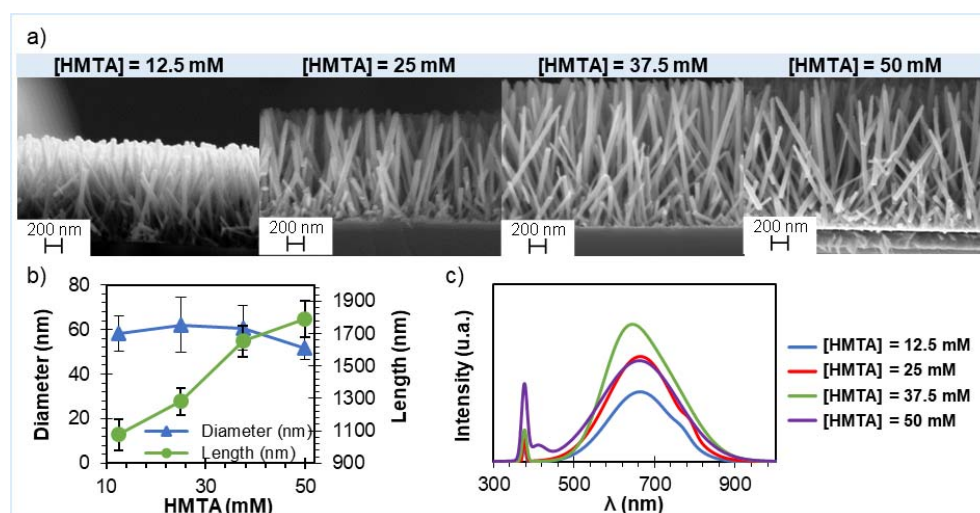 a)
[HMTA] = 12.5 mM [HMTA] = 25 mM [HMTA] = 37.5 mM [HMTA] = 50 mM
200 nm 200 nm 200 nm 200 nm
b)
Diameter (nm)
80
60
40
20
0
Length (nm)
1900
1700
1500
1300
1100
900
Diameter (nm)
Length (nm)
10 30 50
HMTA (mM)
c)
Intensity (u.a.)
300 500 700 900
λ (nm)
[HMTA] = 12.5 mM
[HMTA] = 25 mM
[HMTA] = 37.5 mM
[HMTA] = 50 mM